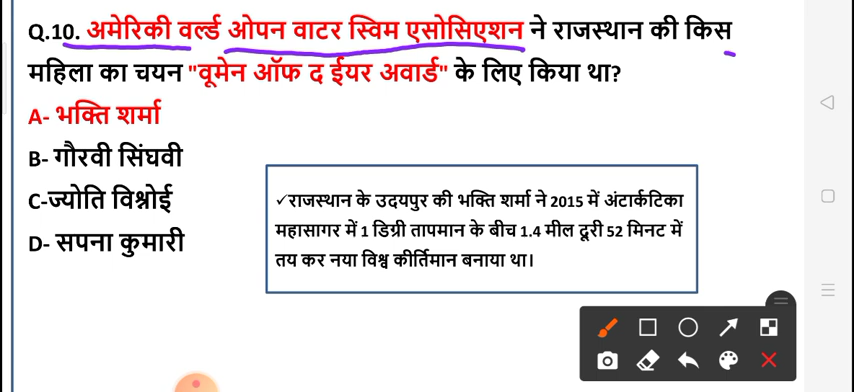 Q.10. अमेरिकी वर्ल्ड ओपन वाटर स्विम एसोसिएशन ने राजस्थान की किस
महिला का चयन "वूमेन ऑफ द ईयर अवार्ड" के लिए किया था?
A- भक्ति शर्मा
B- गौरवी सिंघवी
C-ज्योति विश्नोई
D- सपना कुमारी
✓राजस्थान के उदयपुर की भक्ति शर्मा ने 2015 में अंटार्कटिका
महासागर में 1 डिग्री तापमान के बीच 1.4 मील दूरी 52 मिनट में
तय कर नया विश्व कीर्तिमान बनाया था।